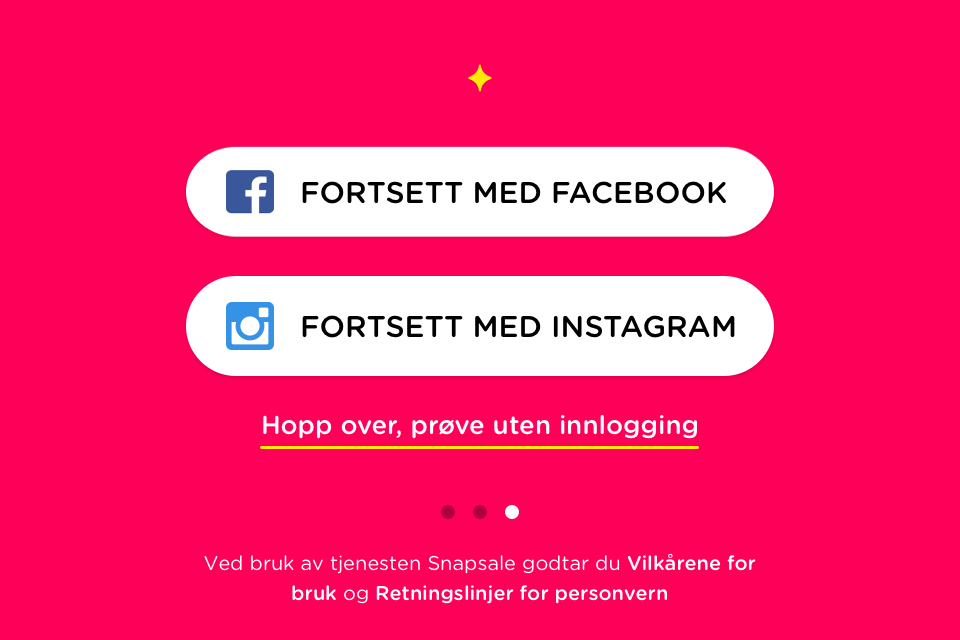 FORTSETT MED FACEBOOK
FORTSETT MED INSTAGRAM
Hopp over, prøve uten innlogging
Ved bruk av tjenesten Snapsale godtar du Vilkårene for
bruk og Retningslinjer for personvern